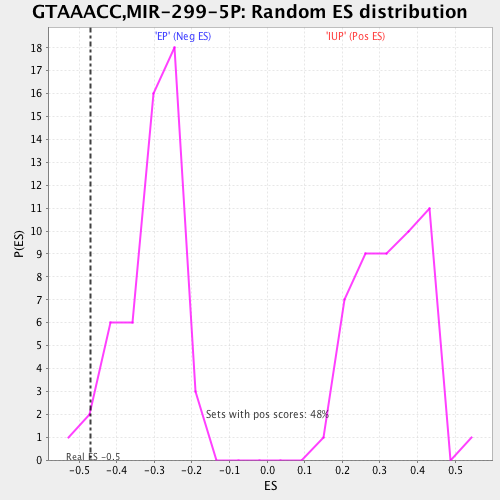 GTAAACC,MIR-299-5P: Random ES distribution
'EP' (Neg ES)
'IUP' (Pos ES)
18
17
16
15
14
13
12
11
10
9
8
7
6
5
4
3
2
1
0
P(ES)
Sets with pos scores: 48%
Real ES -0.5
-0.5 -0.4 -0.3 -0.2 -0.1 0.0 0.1 0.2 0.3 0.4 0.5
ES